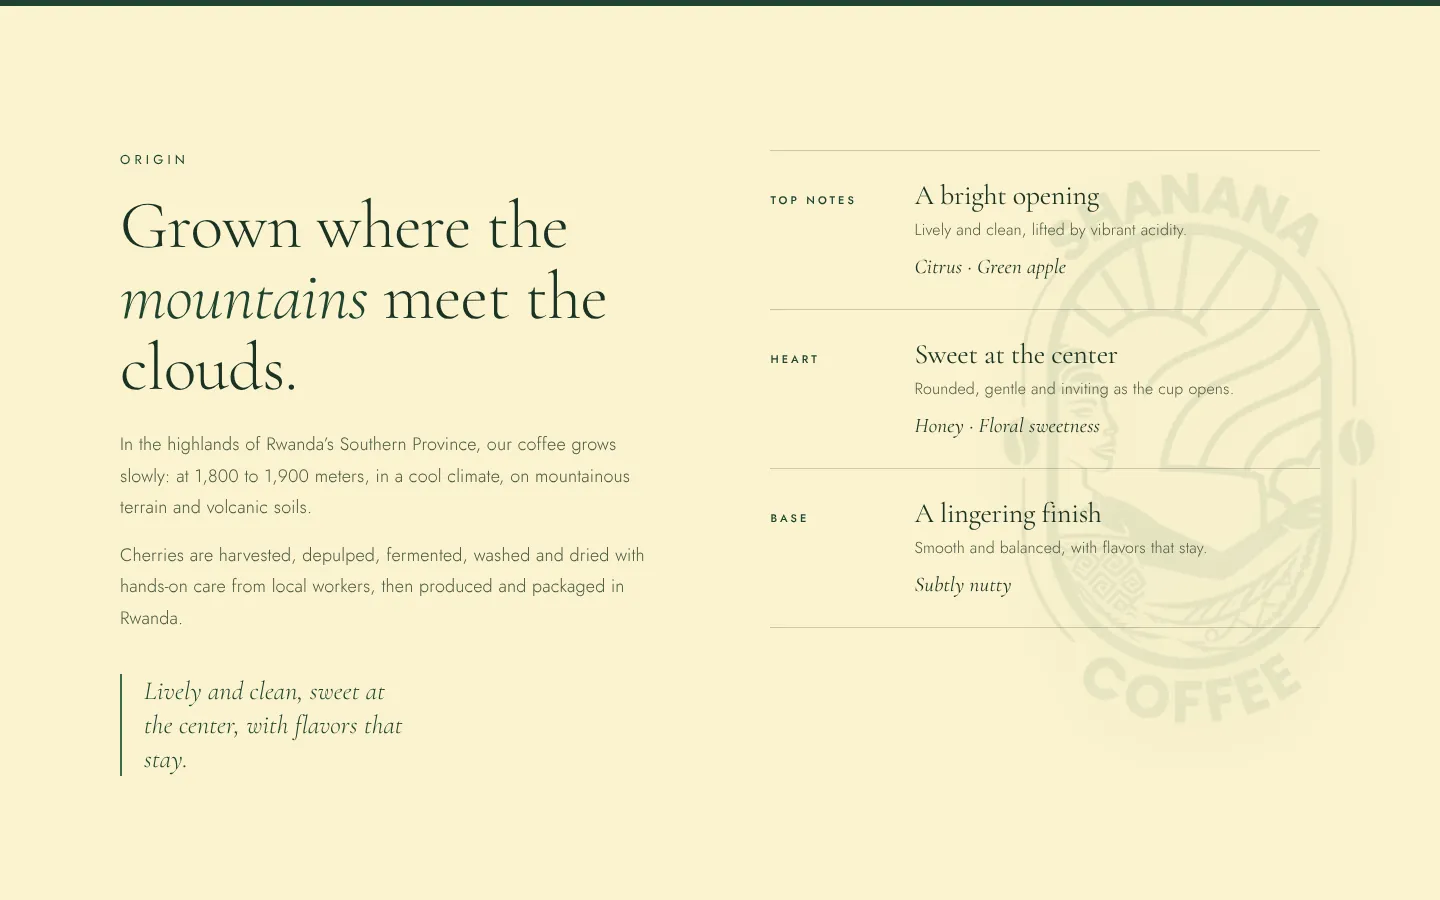 ORIGIN
Grown where the
mountains meet the
clouds.
In the highlands of Rwanda’s Southern Province, our coffee grows
slowly: at 1,800 to 1,900 meters, in a cool climate, on mountainous
terrain and volcanic soils.
Cherries are harvested, depulped, fermented, washed and dried with
hands-on care from local workers, then produced and packaged in
Rwanda.
Lively and clean, sweet at
the center, with flavors that
stay.
TOP NOTES
A bright opening
Lively and clean, lifted by vibrant acidity.
Citrus · Green apple
HEART
Sweet at the center
Rounded, gentle and inviting as the cup opens.
Honey · Floral sweetness
BASE
A lingering finish
Smooth and balanced, with flavors that stay.
Subtly nutty
SHANANA
COFFEE